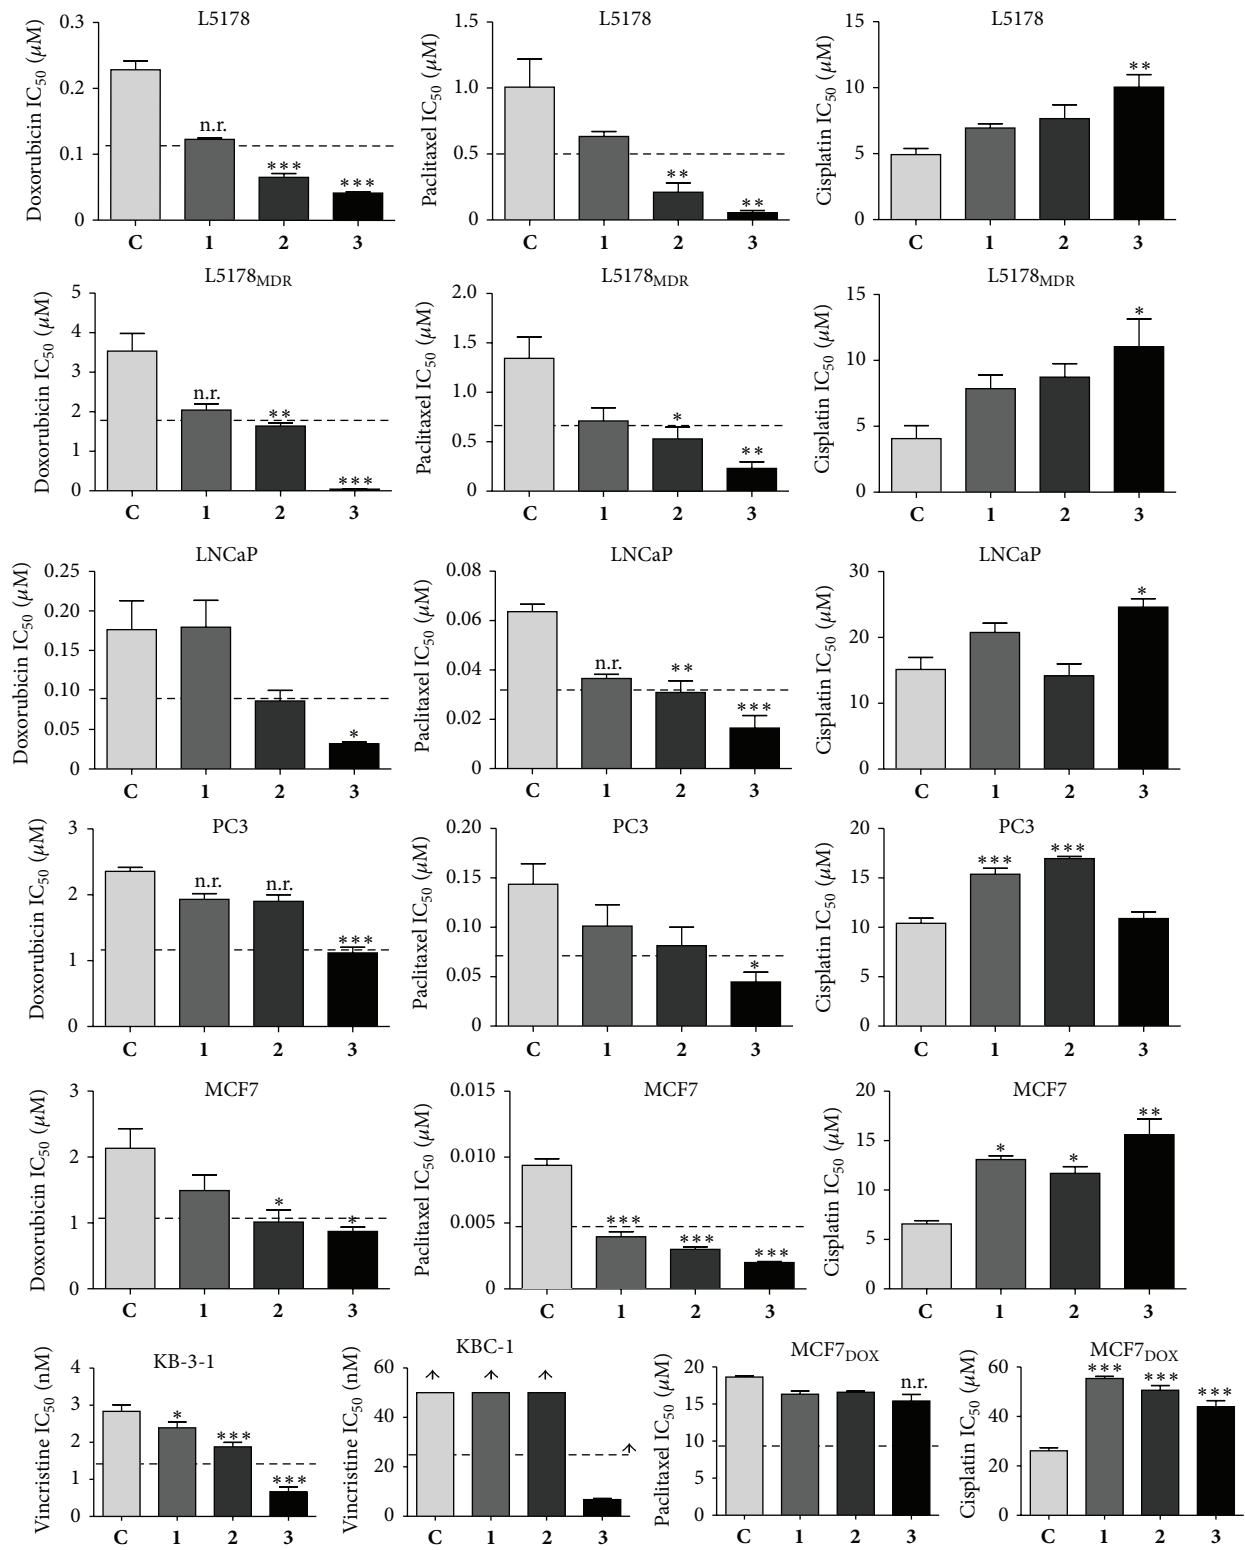 L5178
Doxorubicin IC50 (μM)
0.3
0.2
0.1
0
n.r.
***
***
C 1 2 3
L5178
Paclitaxel IC50 (μM)
1.5
1.0
0.5
0
**
**
C 1 2 3
L5178
Cisplatin IC50 (μM)
15
10
5
0
**
C 1 2 3
L5178MDR
Doxorubicin IC50 (μM)
5
4
3
2
1
0
n.r.
**
***
C 1 2 3
L5178MDR
Paclitaxel IC50 (μM)
2.0
1.5
1.0
0.5
0
*
**
C 1 2 3
L5178MDR
Cisplatin IC50 (μM)
15
10
5
0
*
C 1 2 3
LNCaP
Doxorubicin IC50 (μM)
0.25
0.20
0.15
0.10
0.05
0
*
C 1 2 3
LNCaP
Paclitaxel IC50 (μM)
0.08
0.06
0.04
0.02
0
n.r.
**
***
C 1 2 3
LNCaP
Cisplatin IC50 (μM)
30
20
10
0
*
C 1 2 3
PC3
Doxorubicin IC50 (μM)
3
2
1
0
n.r.
n.r.
***
C 1 2 3
PC3
Paclitaxel IC50 (μM)
0.20
0.15
0.10
0.05
0
*
C 1 2 3
PC3
Cisplatin IC50 (μM)
20
15
10
5
0
***
***
C 1 2 3
MCF7
Doxorubicin IC50 (μM)
3
2
1
0
*
*
C 1 2 3
MCF7
Paclitaxel IC50 (μM)
0.015
0.010
0.005
0
***
***
***
C 1 2 3
MCF7
Cisplatin IC50 (μM)
20
15
10
5
0
*
*
**
C 1 2 3
KB-3-1
Vincristine IC50 (nM)
4
3
2
1
0
*
***
***
C 1 2 3
KBC-1
Vincristine IC50 (nM)
60
40
20
0
C 1 2 3
MCF7DOX
Paclitaxel IC50 (μM)
20
15
10
5
0
n.r.
C 1 2 3
MCF7DOX
Cisplatin IC50 (μM)
60
40
20
0
***
***
***
C 1 2 3